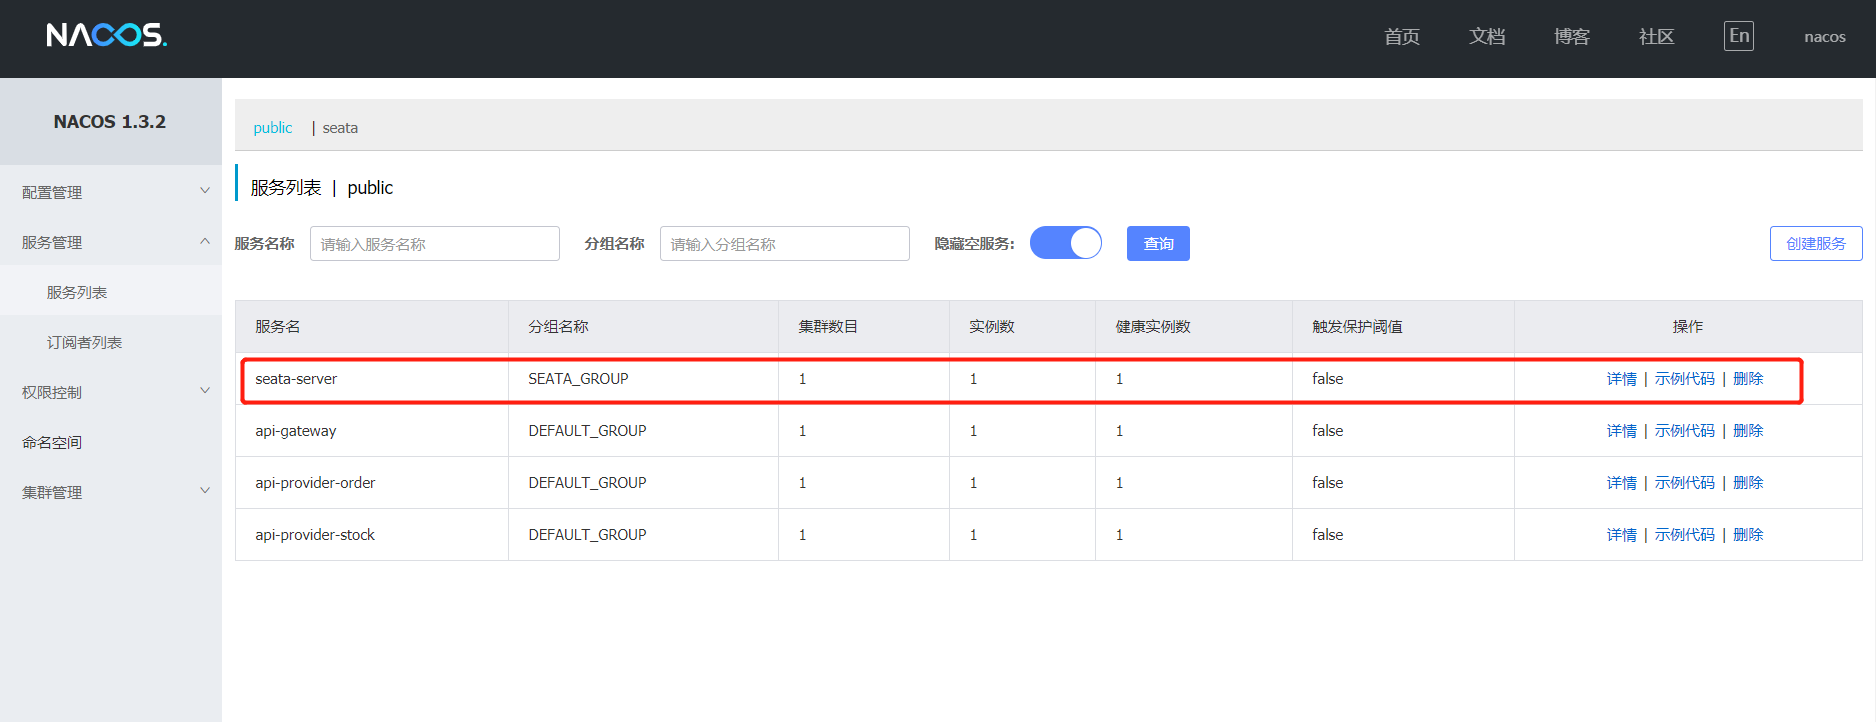 NACOS.
首页 文档 博客 社区 En nacos
NACOS 1.3.2
配置管理
服务管理
服务列表
订阅者列表
权限控制
命名空间
集群管理
public | seata
服务列表 | public
服务名称 请输入服务名称 分组名称 请输入分组名称 隐藏空服务: 查询 创建服务
服务名 分组名称 集群数目 实例数 健康实例数 触发保护阈值 操作
seata-server SEATA_GROUP 1 1 1 false 详情 | 示例代码 | 删除
api-gateway DEFAULT_GROUP 1 1 1 false 详情 | 示例代码 | 删除
api-provider-order DEFAULT_GROUP 1 1 1 false 详情 | 示例代码 | 删除
api-provider-stock DEFAULT_GROUP 1 1 1 false 详情 | 示例代码 | 删除